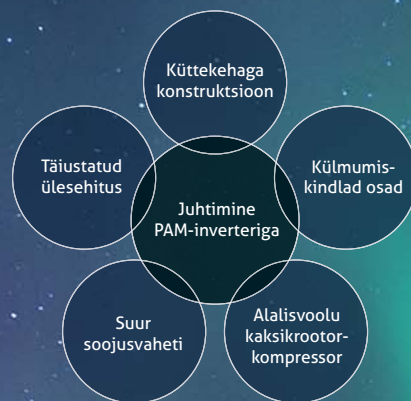 Küttekehaga
konstruktsioon
Täiustatud
ülesehitus
Külmumis-
kindlad osad
Juhtimine
PAM-inverteriga
Suur
soojusvaheti
Alalisvoolu
kaksikrootor-
kompressor